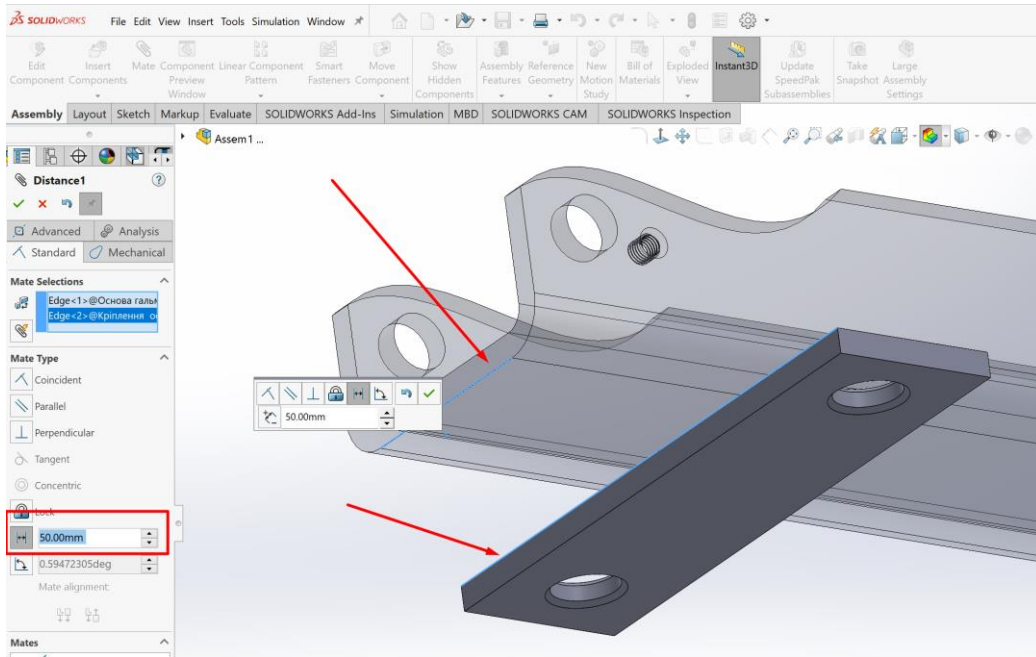 SOLIDWORKS File Edit View Insert Tools Simulation Window
Edit Component
Insert Components
Mate
Component Preview Window
Linear Component Pattern
Smart Fasteners
Move Component
Show Hidden Components
Assembly Features
Reference Geometry
New Motion Study
Bill of Materials
Exploded View
Instant3D
Update SpeedPak Subassemblies
Take Snapshot
Large Assembly Settings
Assembly Layout Sketch Markup Evaluate SOLIDWORKS Add-Ins Simulation MBD SOLIDWORKS CAM SOLIDWORKS Inspection
Assem1 ...
Distance1
Advanced Analysis
Standard Mechanical
Mate Selections
Edge<1>@Основа галь
Edge<2>@Кріплення о
Mate Type
Coincident
Parallel
Perpendicular
Tangent
Concentric
Lock
50.00mm
0.59472305deg
Mate alignment:
Mates
50.00mm